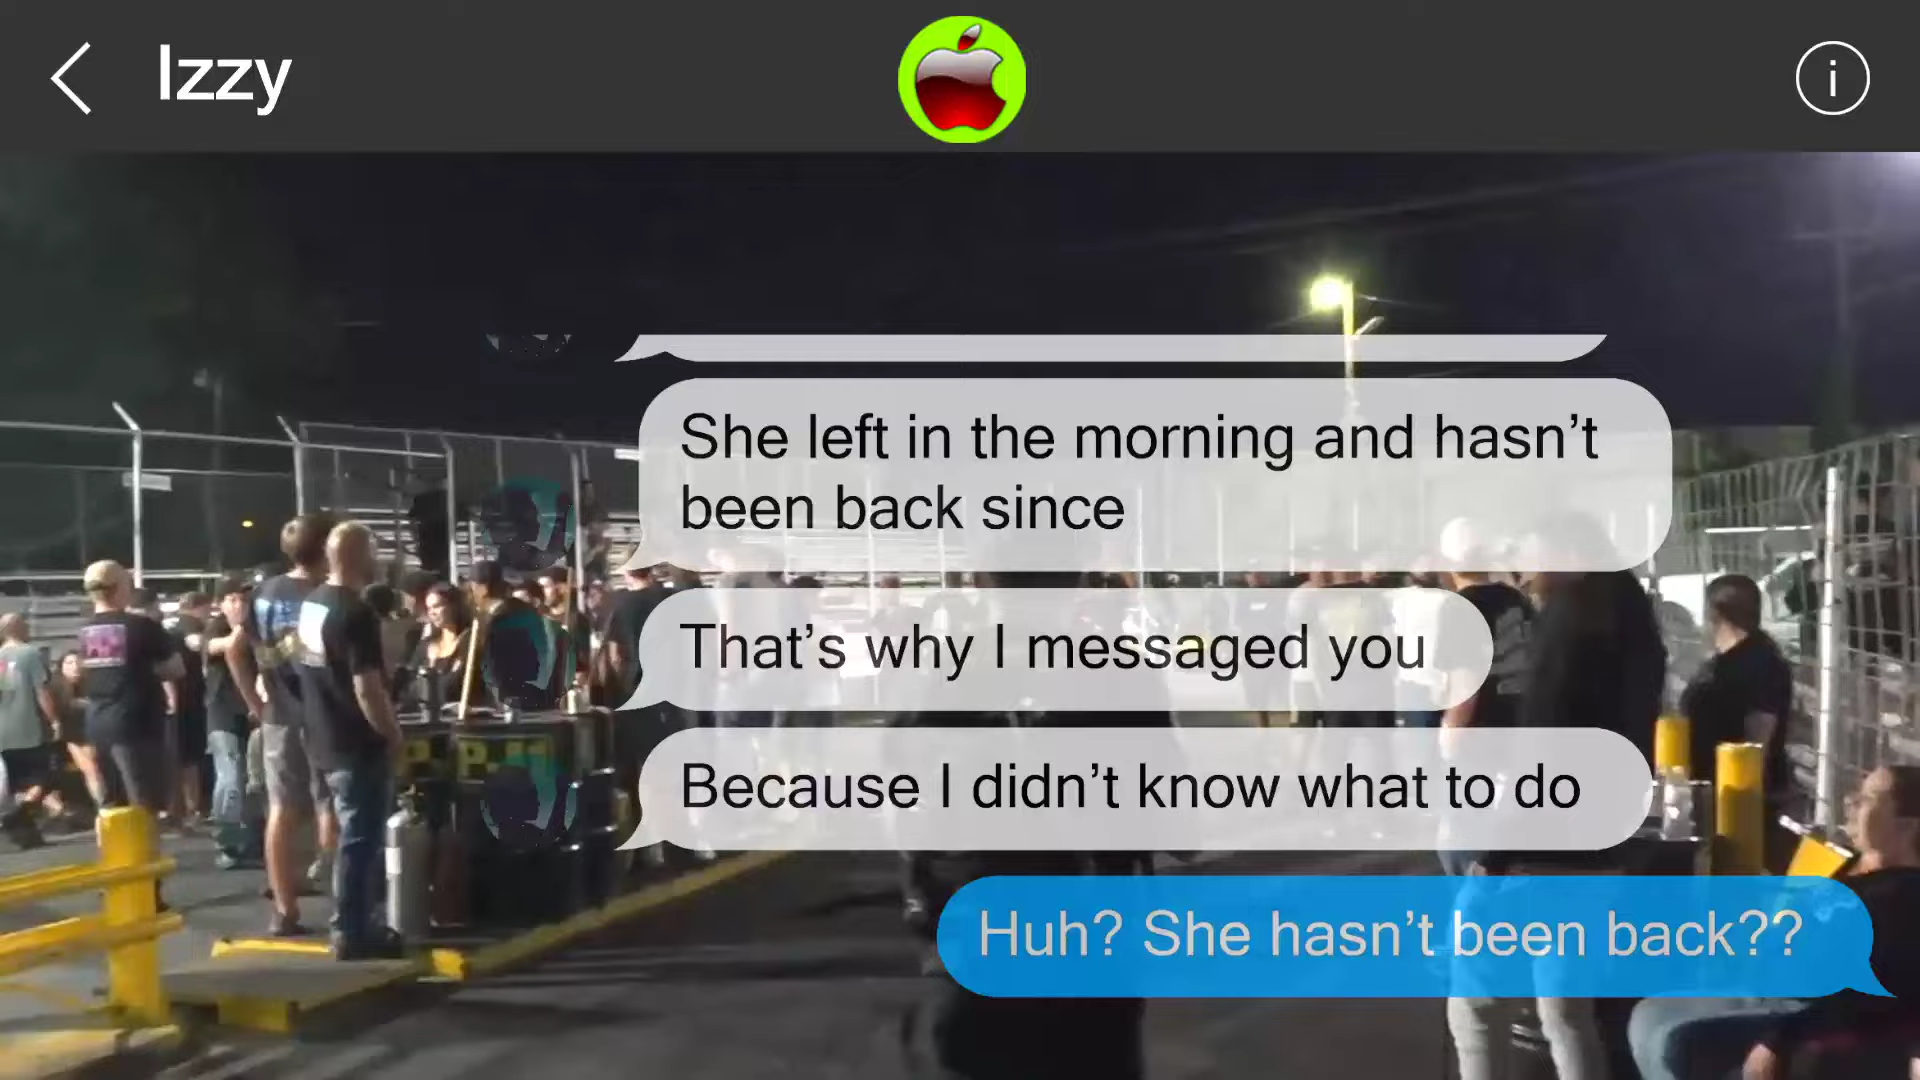 Izzy
She left in the morning and hasn’t
been back since
That’s why I messaged you
Because I didn’t know what to do
Huh? She hasn’t been back??